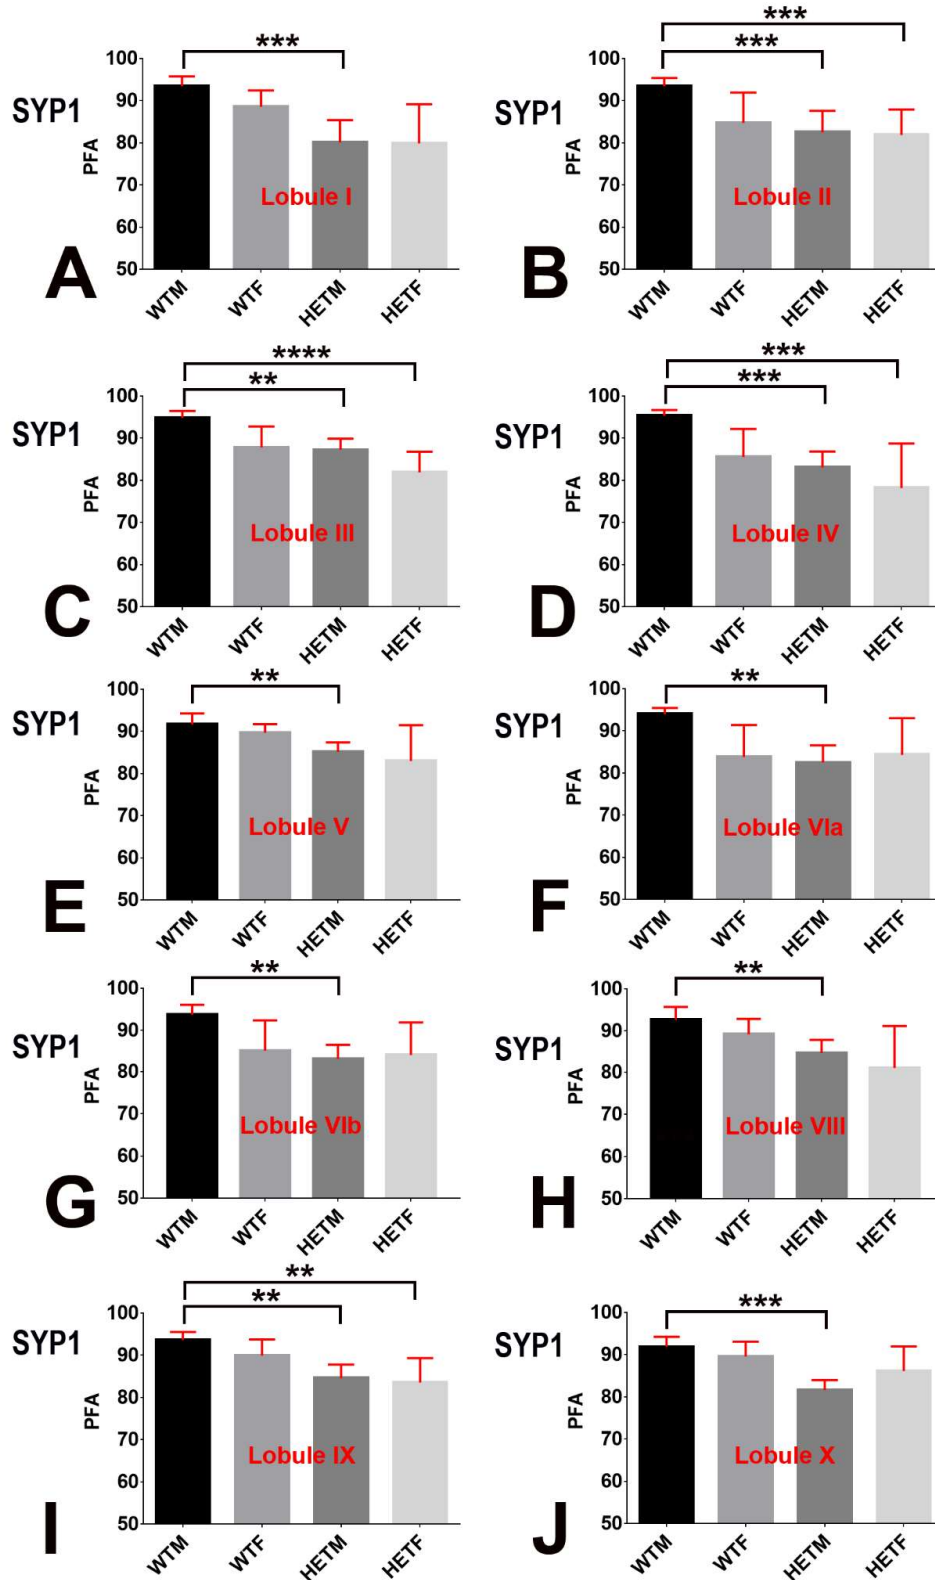 ***
100
90
80
70
60
50
SYP1
PFA
Lobule I
A
WTM
WTF
HETM
HETF
***
***
100
90
80
70
60
50
SYP1
PFA
Lobule II
B
WTM
WTF
HETM
HETF
****
**
100
90
80
70
60
50
SYP1
PFA
Lobule III
C
WTM
WTF
HETM
HETF
***
***
100
90
80
70
60
50
SYP1
PFA
Lobule IV
D
WTM
WTF
HETM
HETF
**
100
90
80
70
60
50
SYP1
PFA
Lobule V
E
WTM
WTF
HETM
HETF
**
100
90
80
70
60
50
SYP1
PFA
Lobule VIa
F
WTM
WTF
HETM
HETF
**
100
90
80
70
60
50
SYP1
PFA
Lobule VIb
G
WTM
WTF
HETM
HETF
**
100
90
80
70
60
50
SYP1
PFA
Lobule VIII
H
WTM
WTF
HETM
HETF
**
**
100
90
80
70
60
50
SYP1
PFA
Lobule IX
I
WTM
WTF
HETM
HETF
***
100
90
80
70
60
50
SYP1
PFA
Lobule X
J
WTM
WTF
HETM
HETF